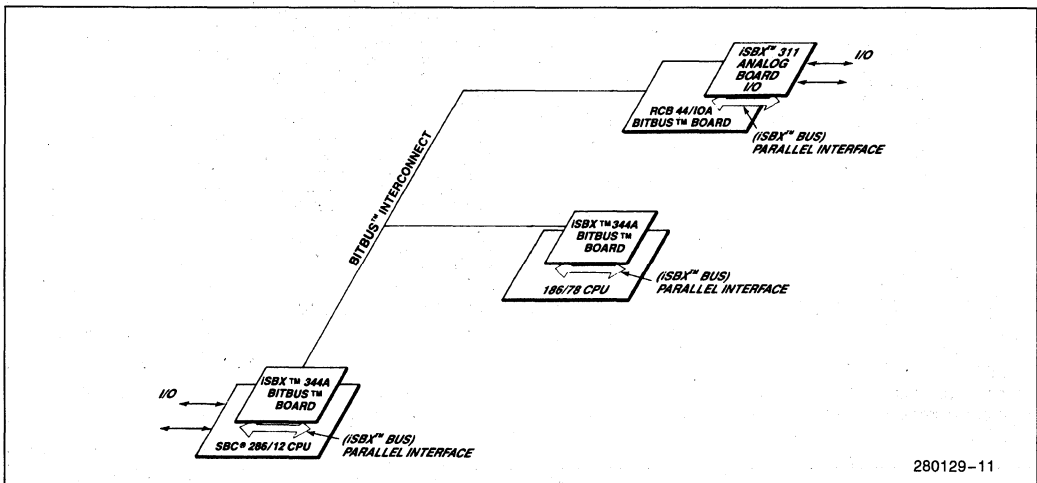 iSBX™ 311
ANALOG
BOARD
I/O
I/O
RCB 44/IOA
BITBUS™ BOARD
(iSBX™ BUS)
PARALLEL INTERFACE
BITBUS™ INTERCONNECT
iSBX™ 344A
BITBUS™
BOARD
(iSBX™ BUS)
PARALLEL INTERFACE
186/78 CPU
I/O
iSBX™ 344A
BITBUS™
BOARD
(iSBX™ BUS)
PARALLEL INTERFACE
SBC® 286/12 CPU
280129-11